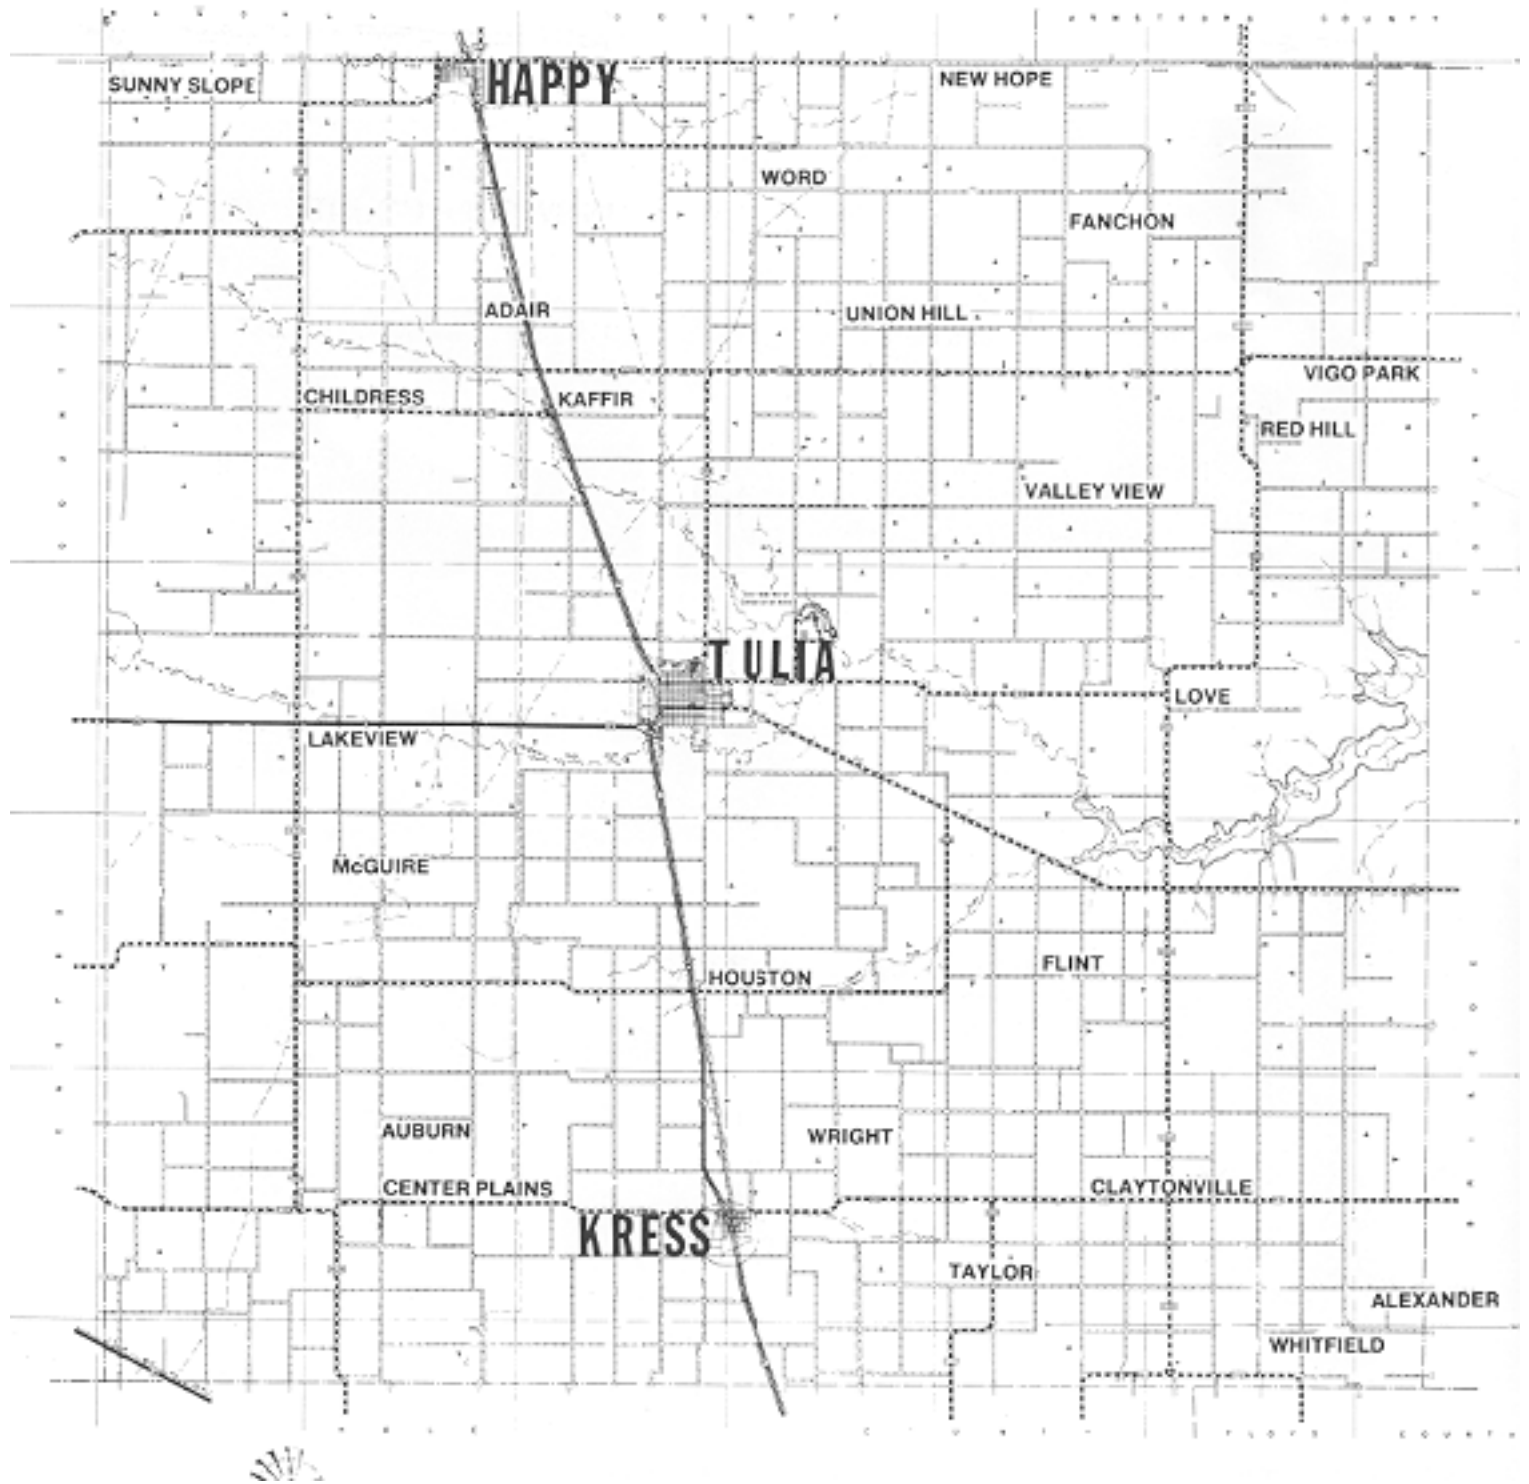 COUNTY
SUNNY SLOPE
HAPPY
NEW HOPE
WORD
FANCHON
ADAIR
UNION HILL
VIGO PARK
CHILDRESS
KAFFIR
RED HILL
VALLEY VIEW
TULIA
LOVE
LAKEVIEW
McGUIRE
HOUSTON
FLINT
AUBURN
WRIGHT
CENTER PLAINS
CLAYTONVILLE
KRESS
TAYLOR
ALEXANDER
WHITFIELD